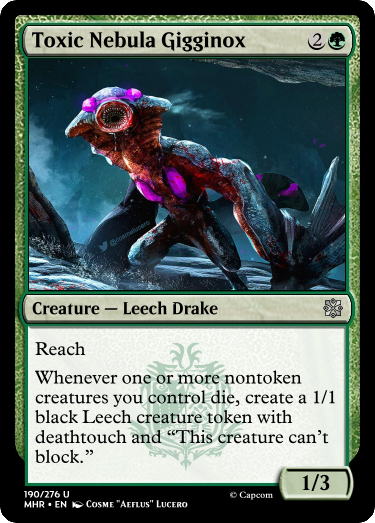 Toxic Nebula Gigginox 2
Creature — Leech Drake
Reach
Whenever one or more nontoken
creatures you control die, create a 1/1
black Leech creature token with
deathtouch and “This creature can’t
block.”
1/3
190/276 U
MHR • EN Cosme "Aeflus" Lucero
© Capcom